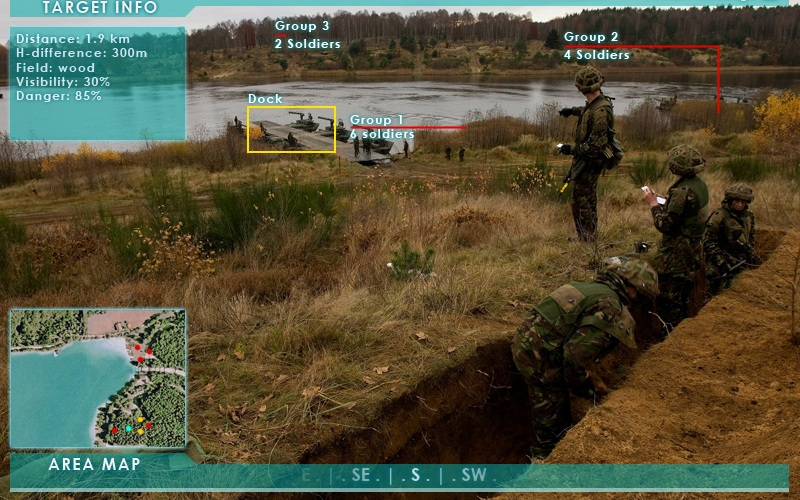 TARGET INFO
Distance: 1.9 km
H-difference: 300m
Field: wood
Visibility: 30%
Danger: 85%
Group 3
2 Soldiers
Group 2
4 Soldiers
Dock
Group 1
6 soldiers
AREA MAP
E . | . SE . | . S . | . SW .